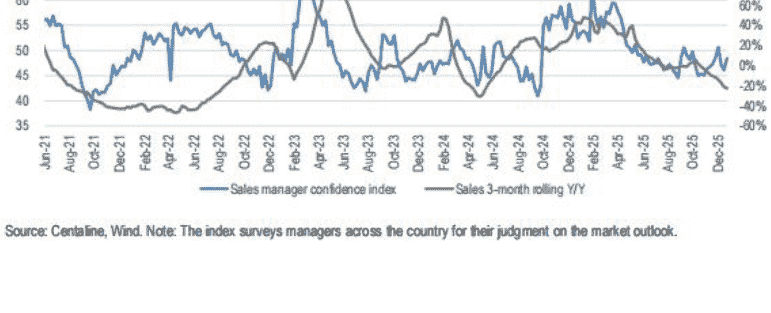 60
55
50
45
40
35
60%
40%
20%
0%
-20%
-40%
-60%
Jun-21
Aug-21
Oct-21
Dec-21
Feb-22
Apr-22
Jun-22
Aug-22
Oct-22
Dec-22
Feb-23
Apr-23
Jun-23
Aug-23
Oct-23
Dec-23
Feb-24
Apr-24
Jun-24
Aug-24
Oct-24
Dec-24
Feb-25
Apr-25
Jun-25
Aug-25
Oct-25
Dec-25
Sales manager confidence index
Sales 3-month rolling Y/Y
Source: Centaline, Wind. Note: The index surveys managers across the country for their judgment on the market outlook.